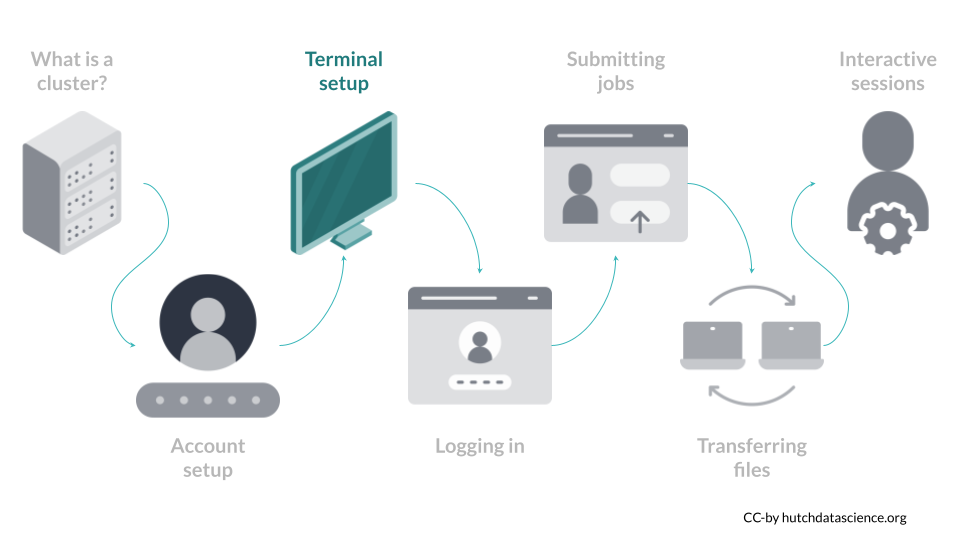 What is a
cluster?
Account
setup
Terminal
setup
Logging in
Submitting
jobs
Transferring
files
Interactive
sessions
CC-by hutchdatascience.org